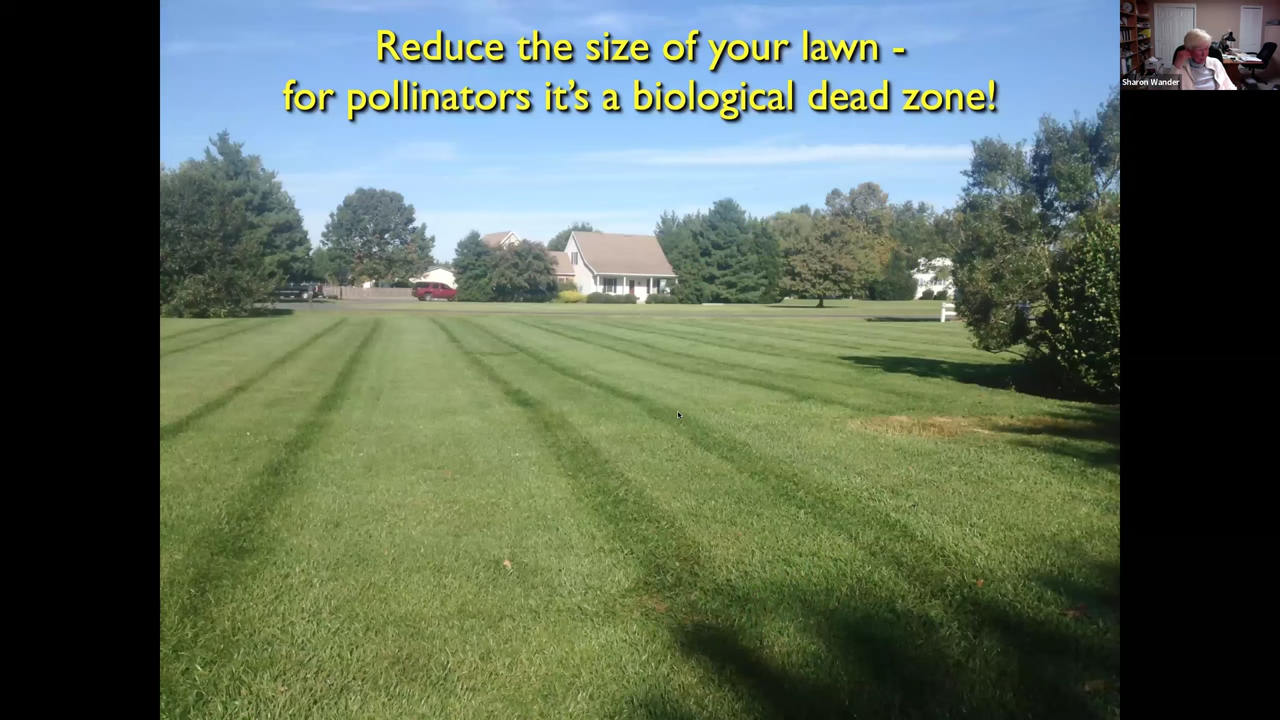 Reduce the size of your lawn -
for pollinators it's a biological dead zone!
Sharon Wander